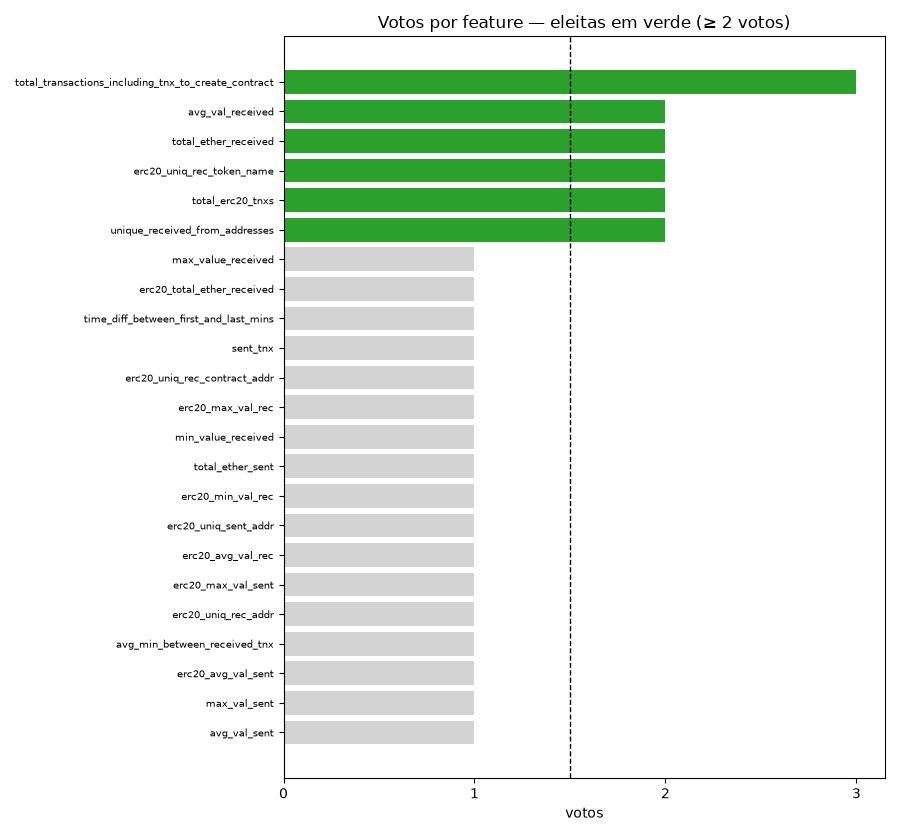 Votos por feature — eleitas em verde (≥ 2 votos)
total_transactions_including_tnx_to_create_contract
avg_val_received
total_ether_received
erc20_uniq_rec_token_name
total_erc20_tnxs
unique_received_from_addresses
max_value_received
erc20_total_ether_received
time_diff_between_first_and_last_mins
sent_tnx
erc20_uniq_rec_contract_addr
erc20_max_val_rec
min_value_received
total_ether_sent
erc20_min_val_rec
erc20_uniq_sent_addr
erc20_avg_val_rec
erc20_max_val_sent
erc20_uniq_rec_addr
avg_min_between_received_tnx
erc20_avg_val_sent
max_val_sent
avg_val_sent
0 1 2 3
votos